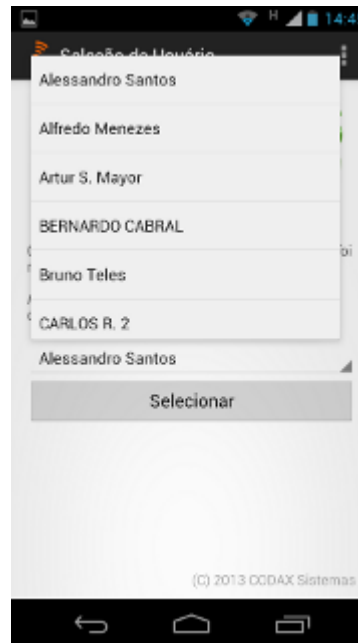 H 14:4
Seleção de Usuário
Alessandro Santos
Alfredo Menezes
Artur S. Mayor
BERNARDO CABRAL
Bruno Teles
CARLOS R. 2
Alessandro Santos
Selecionar
(C) 2013 CODAX Sistemas